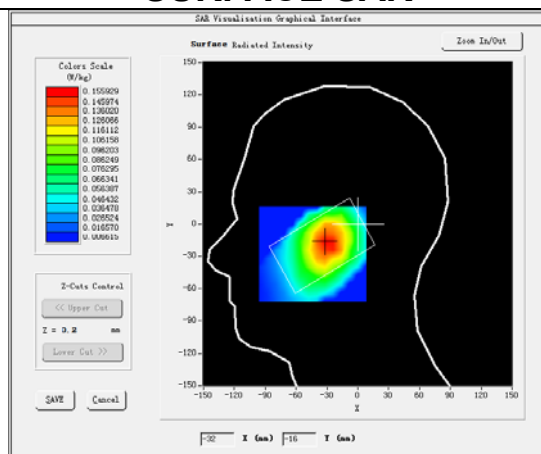 SAR Visualisation Graphical Interface
Surface Radiated Intensity
Zoom In/Out
Colors Scale
(W/kg)
0.155929
0.145974
0.136020
0.126066
0.116112
0.106158
0.096203
0.086249
0.076295
0.066341
0.056387
0.046432
0.036478
0.026524
0.016570
0.006615
150
120
90
60
30
0
-30
-60
-90
-120
-150
Y
-150 -120 -90 -60 -30 0 30 60 90 120 150
X
Z-Cuts Control
<< Upper Cut
Z = 3.2 mm
Lower Cut >>
SAVE Cancel
-32 X (mm) -16 Y (mm)